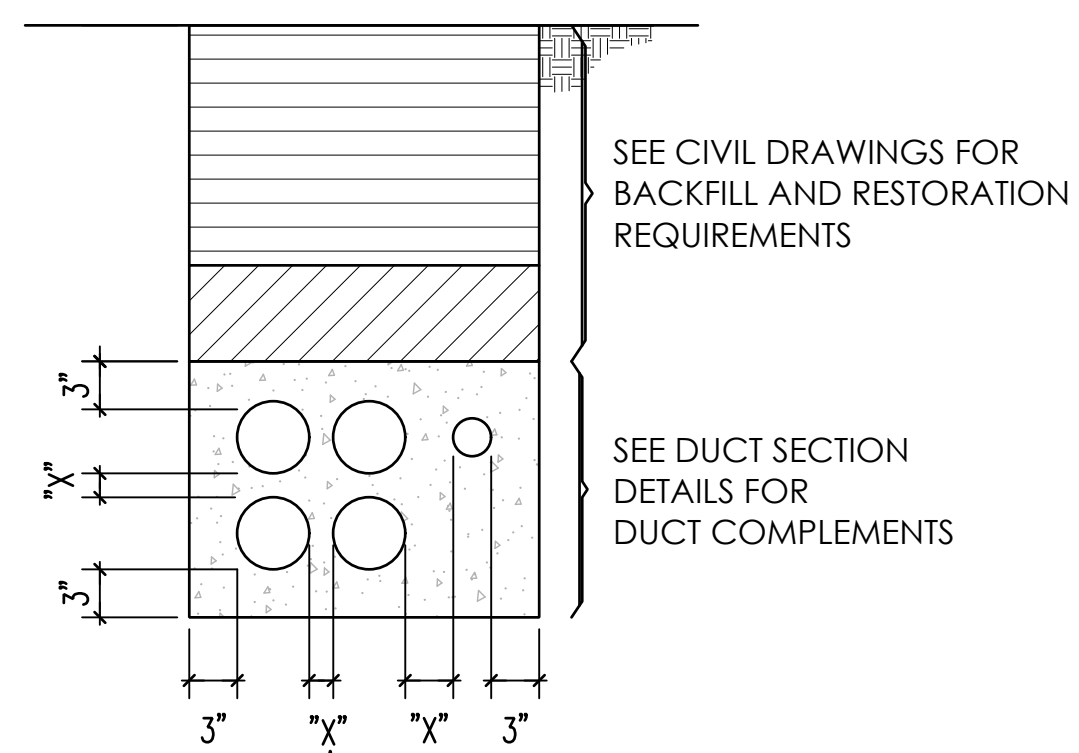 SEE CIVIL DRAWINGS FOR
BACKFILL AND RESTORATION
REQUIREMENTS
3"
"X"
SEE DUCT SECTION
DETAILS FOR
DUCT COMPLEMENTS
3"
3"
"X"
"X"
3"